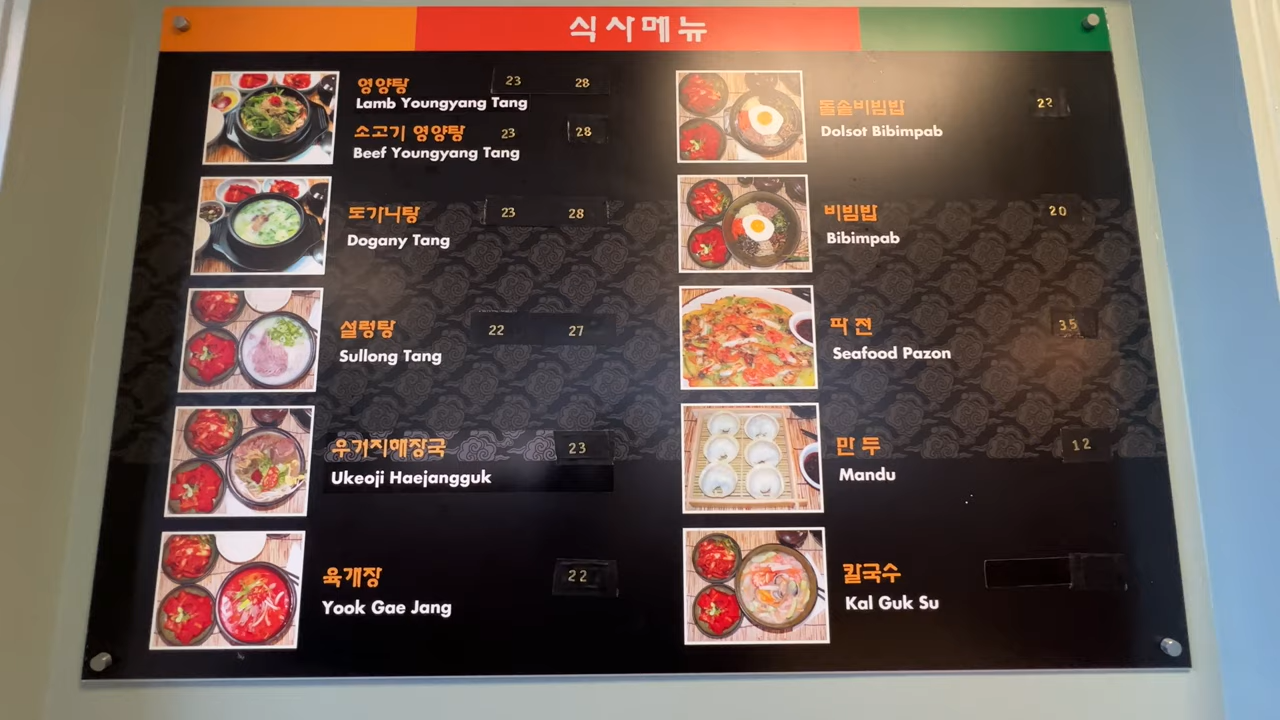 식사메뉴
영양탕 23 28
Lamb Youngyang Tang
소고기 영양탕 23 28
Beef Youngyang Tang
도가니탕 23 28
Dogany Tang
설렁탕 22 27
Sullong Tang
우거지해장국 23
Ukeoji Haejangguk
육개장 22
Yook Gae Jang
돌솥비빔밥 22
Dolsot Bibimpab
비빔밥 20
Bibimpab
파전 35
Seafood Pazon
만두 12
Mandu
칼국수
Kal Guk Su